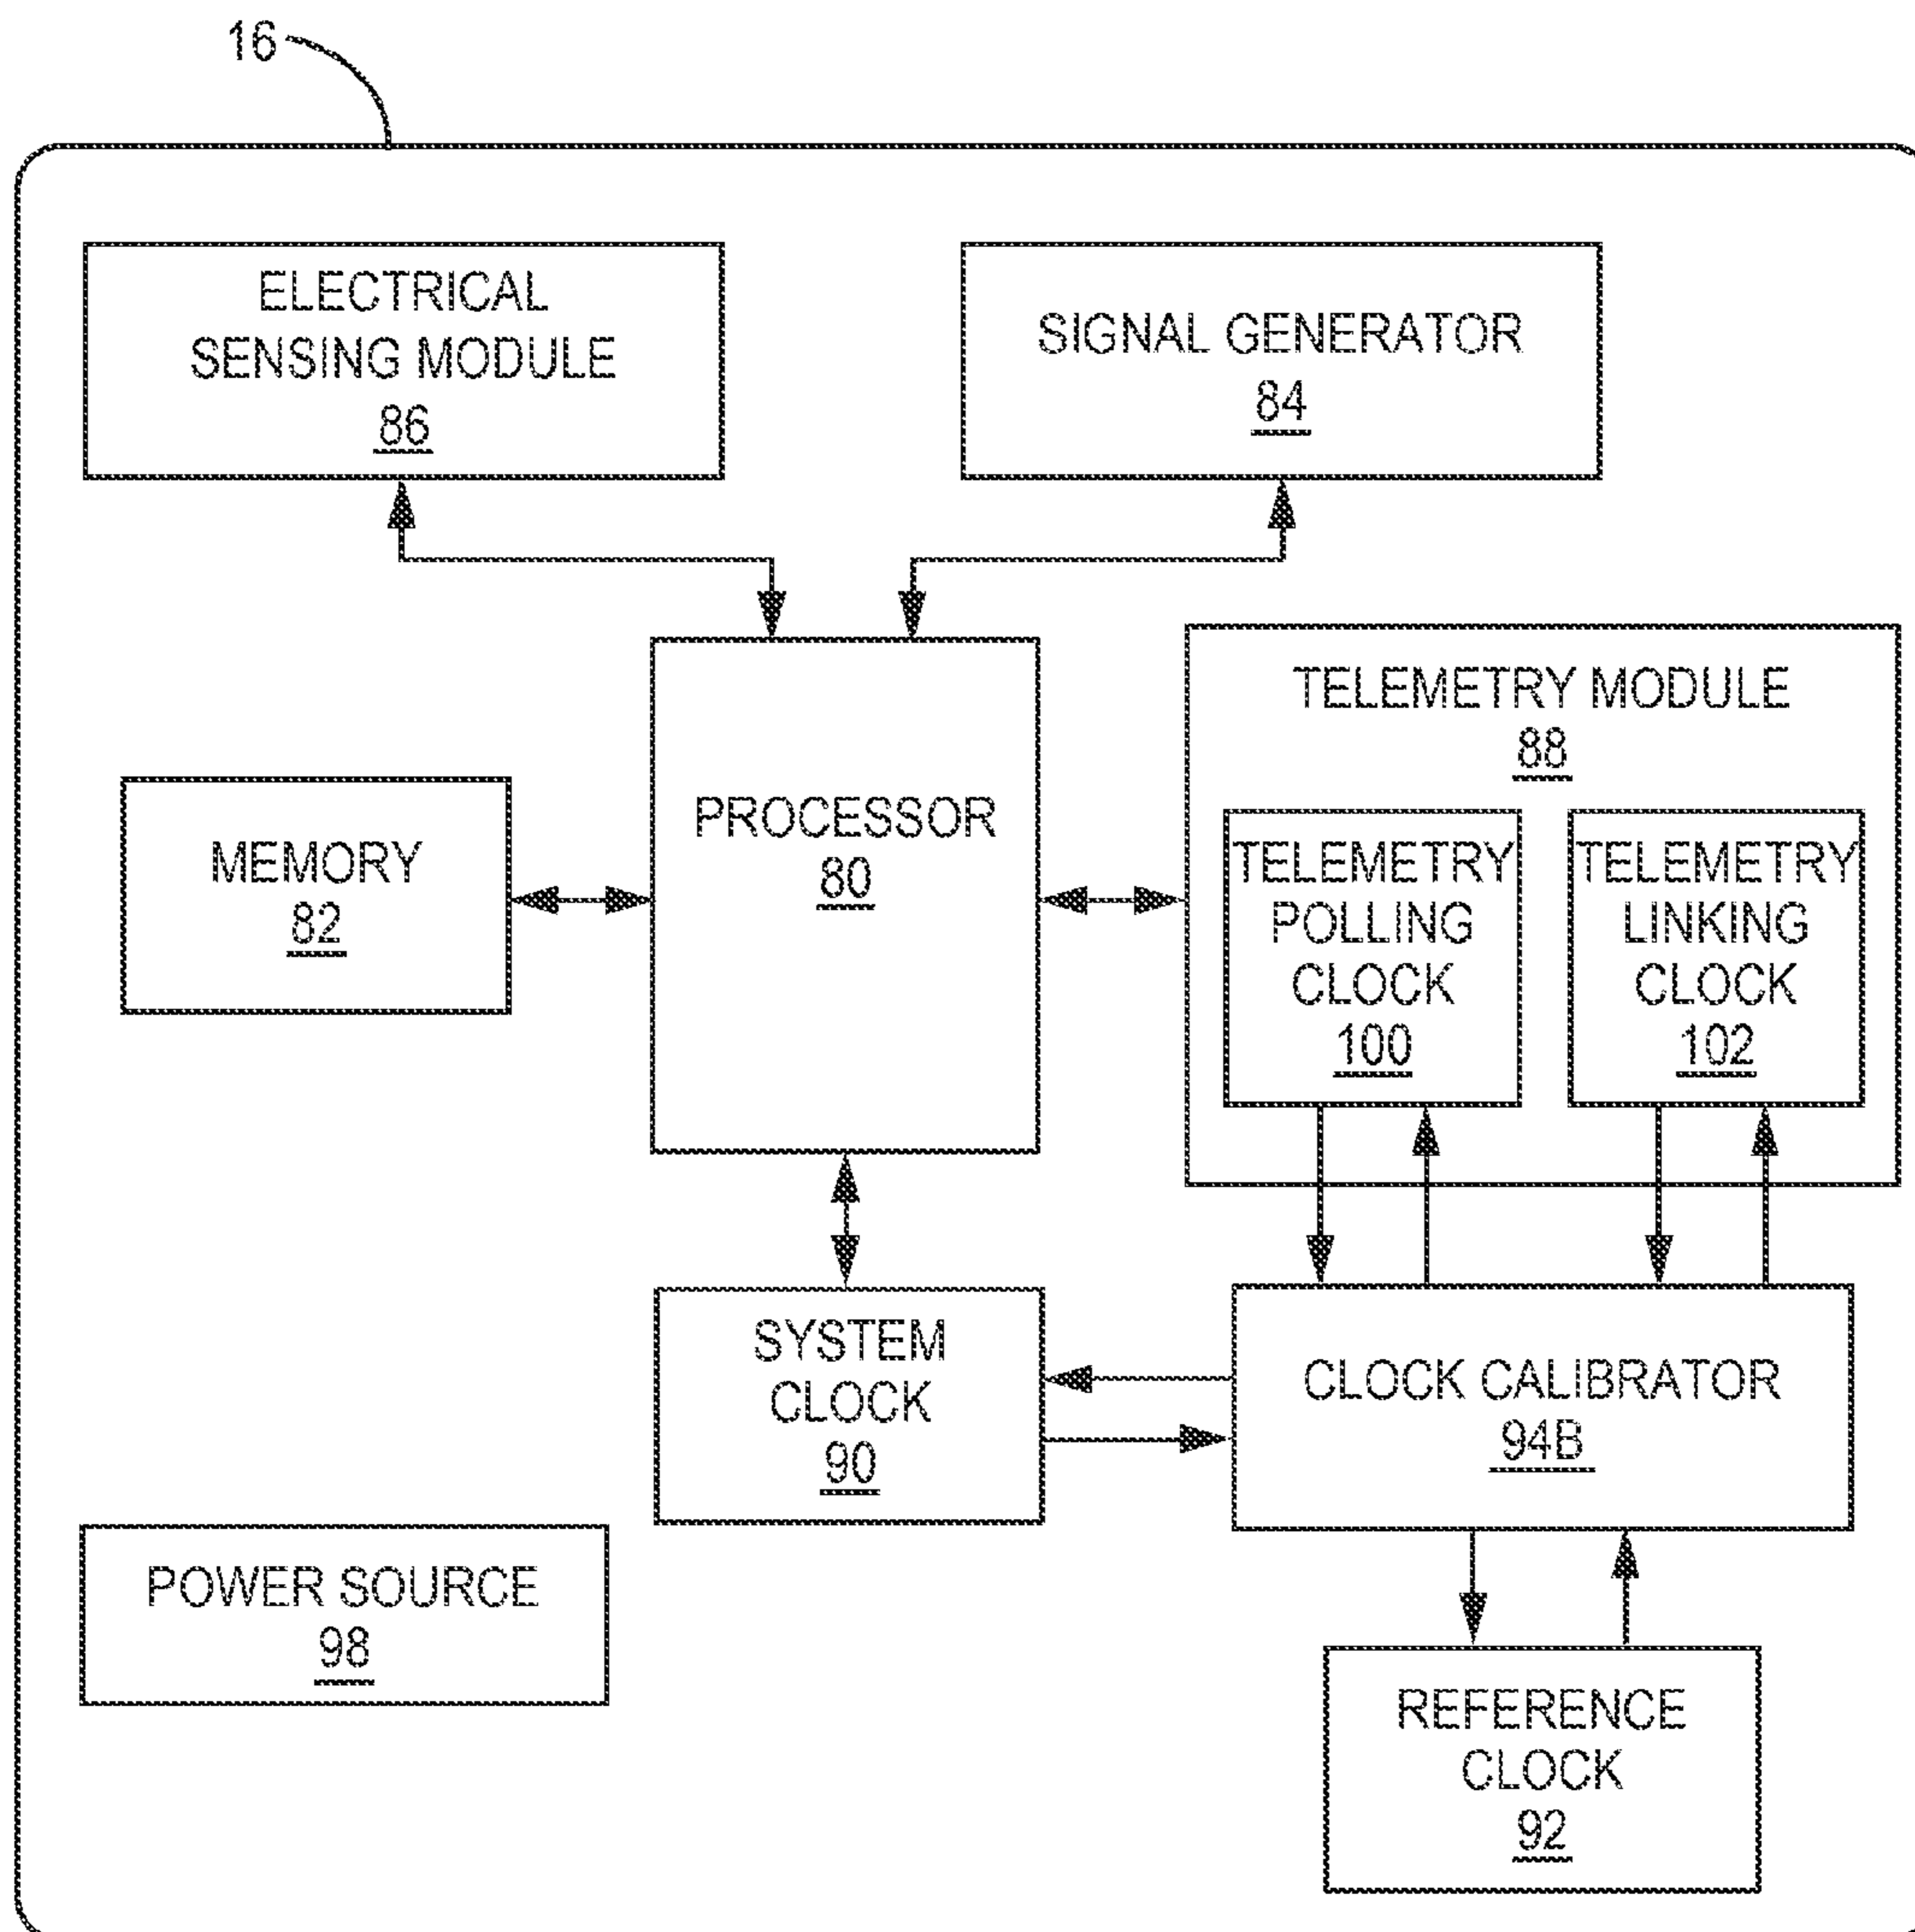 16
ELECTRICAL
SENSING MODULE
86
SIGNAL GENERATOR
84
TELEMETRY MODULE
88
PROCESSOR
80
MEMORY
82
TELEMETRY
POLLING
CLOCK
100
TELEMETRY
LINKING
CLOCK
102
SYSTEM
CLOCK
90
CLOCK CALIBRATOR
94B
POWER SOURCE
98
REFERENCE
CLOCK
92